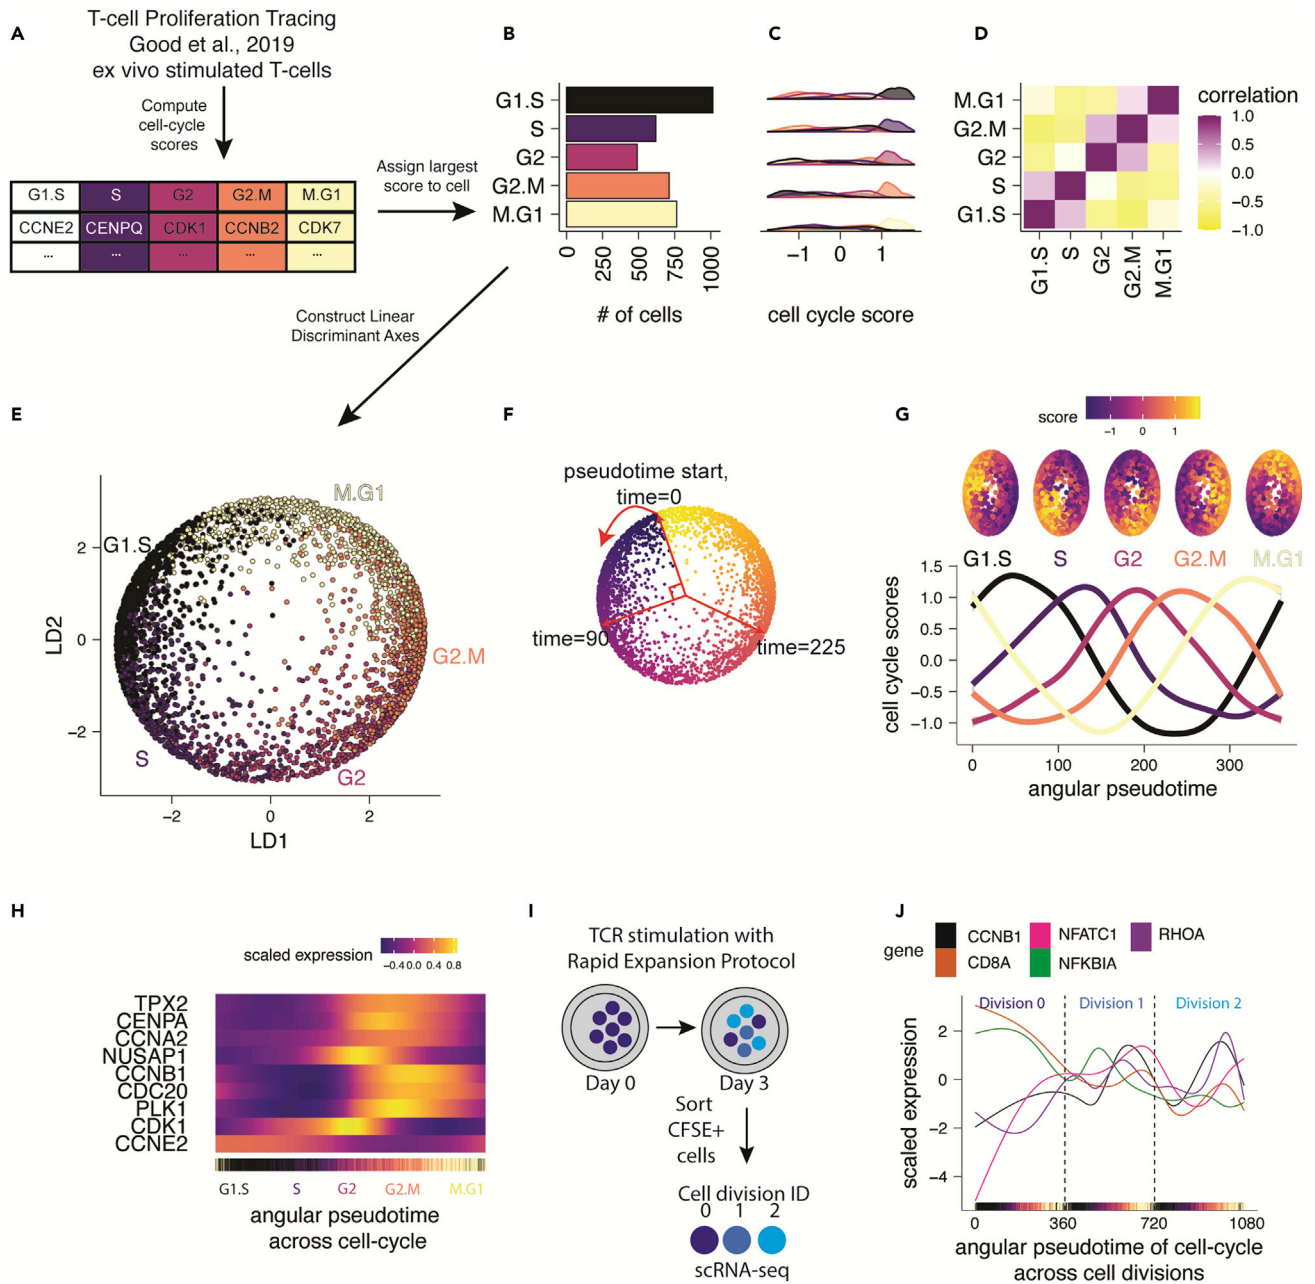 A
T-cell Proliferation Tracing
Good et al., 2019
ex vivo stimulated T-cells
Compute
cell-cycle
scores
G1.S S G2 G2.M M.G1
CCNE2 CENPQ CDK1 CCNB2 CDK7
... ... ... ... ...
Assign largest
score to cell
Construct Linear
Discriminant Axes
B
G1.S
S
G2
G2.M
M.G1
0 250 500 750 1000
# of cells
C
−1 0 1
cell cycle score
D
M.G1
G2.M
G2
S
G1.S
G1.S S G2 G2.M M.G1
correlation
1.0
0.5
0.0
−0.5
−1.0
E
M.G1
G1.S
G2.M
S
G2
2
0
−2
LD2
−2 0 2
LD1
F
pseudotime start,
time=0
time=90
time=225
G
score
−1 0 1
G1.S S G2 G2.M M.G1
1.5
1.0
0.5
0.0
−0.5
−1.0
cell cycle scores
0 100 200 300
angular pseudotime
H
scaled expression
−0.4 0.0 0.4 0.8
TPX2
CENPA
CCNA2
NUSAP1
CCNB1
CDC20
PLK1
CDK1
CCNE2
G1.S S G2 G2.M M.G1
angular pseudotime
across cell-cycle
I
TCR stimulation with
Rapid Expansion Protocol
Day 0 Day 3
Sort
CFSE+
cells
Cell division ID
0 1 2
scRNA-seq
J
gene
CCNB1 NFATC1 RHOA
CD8A NFKBIA
Division 0 Division 1 Division 2
2
0
−2
−4
scaled expression
0 360 720 1080
angular pseudotime of cell-cycle
across cell divisions